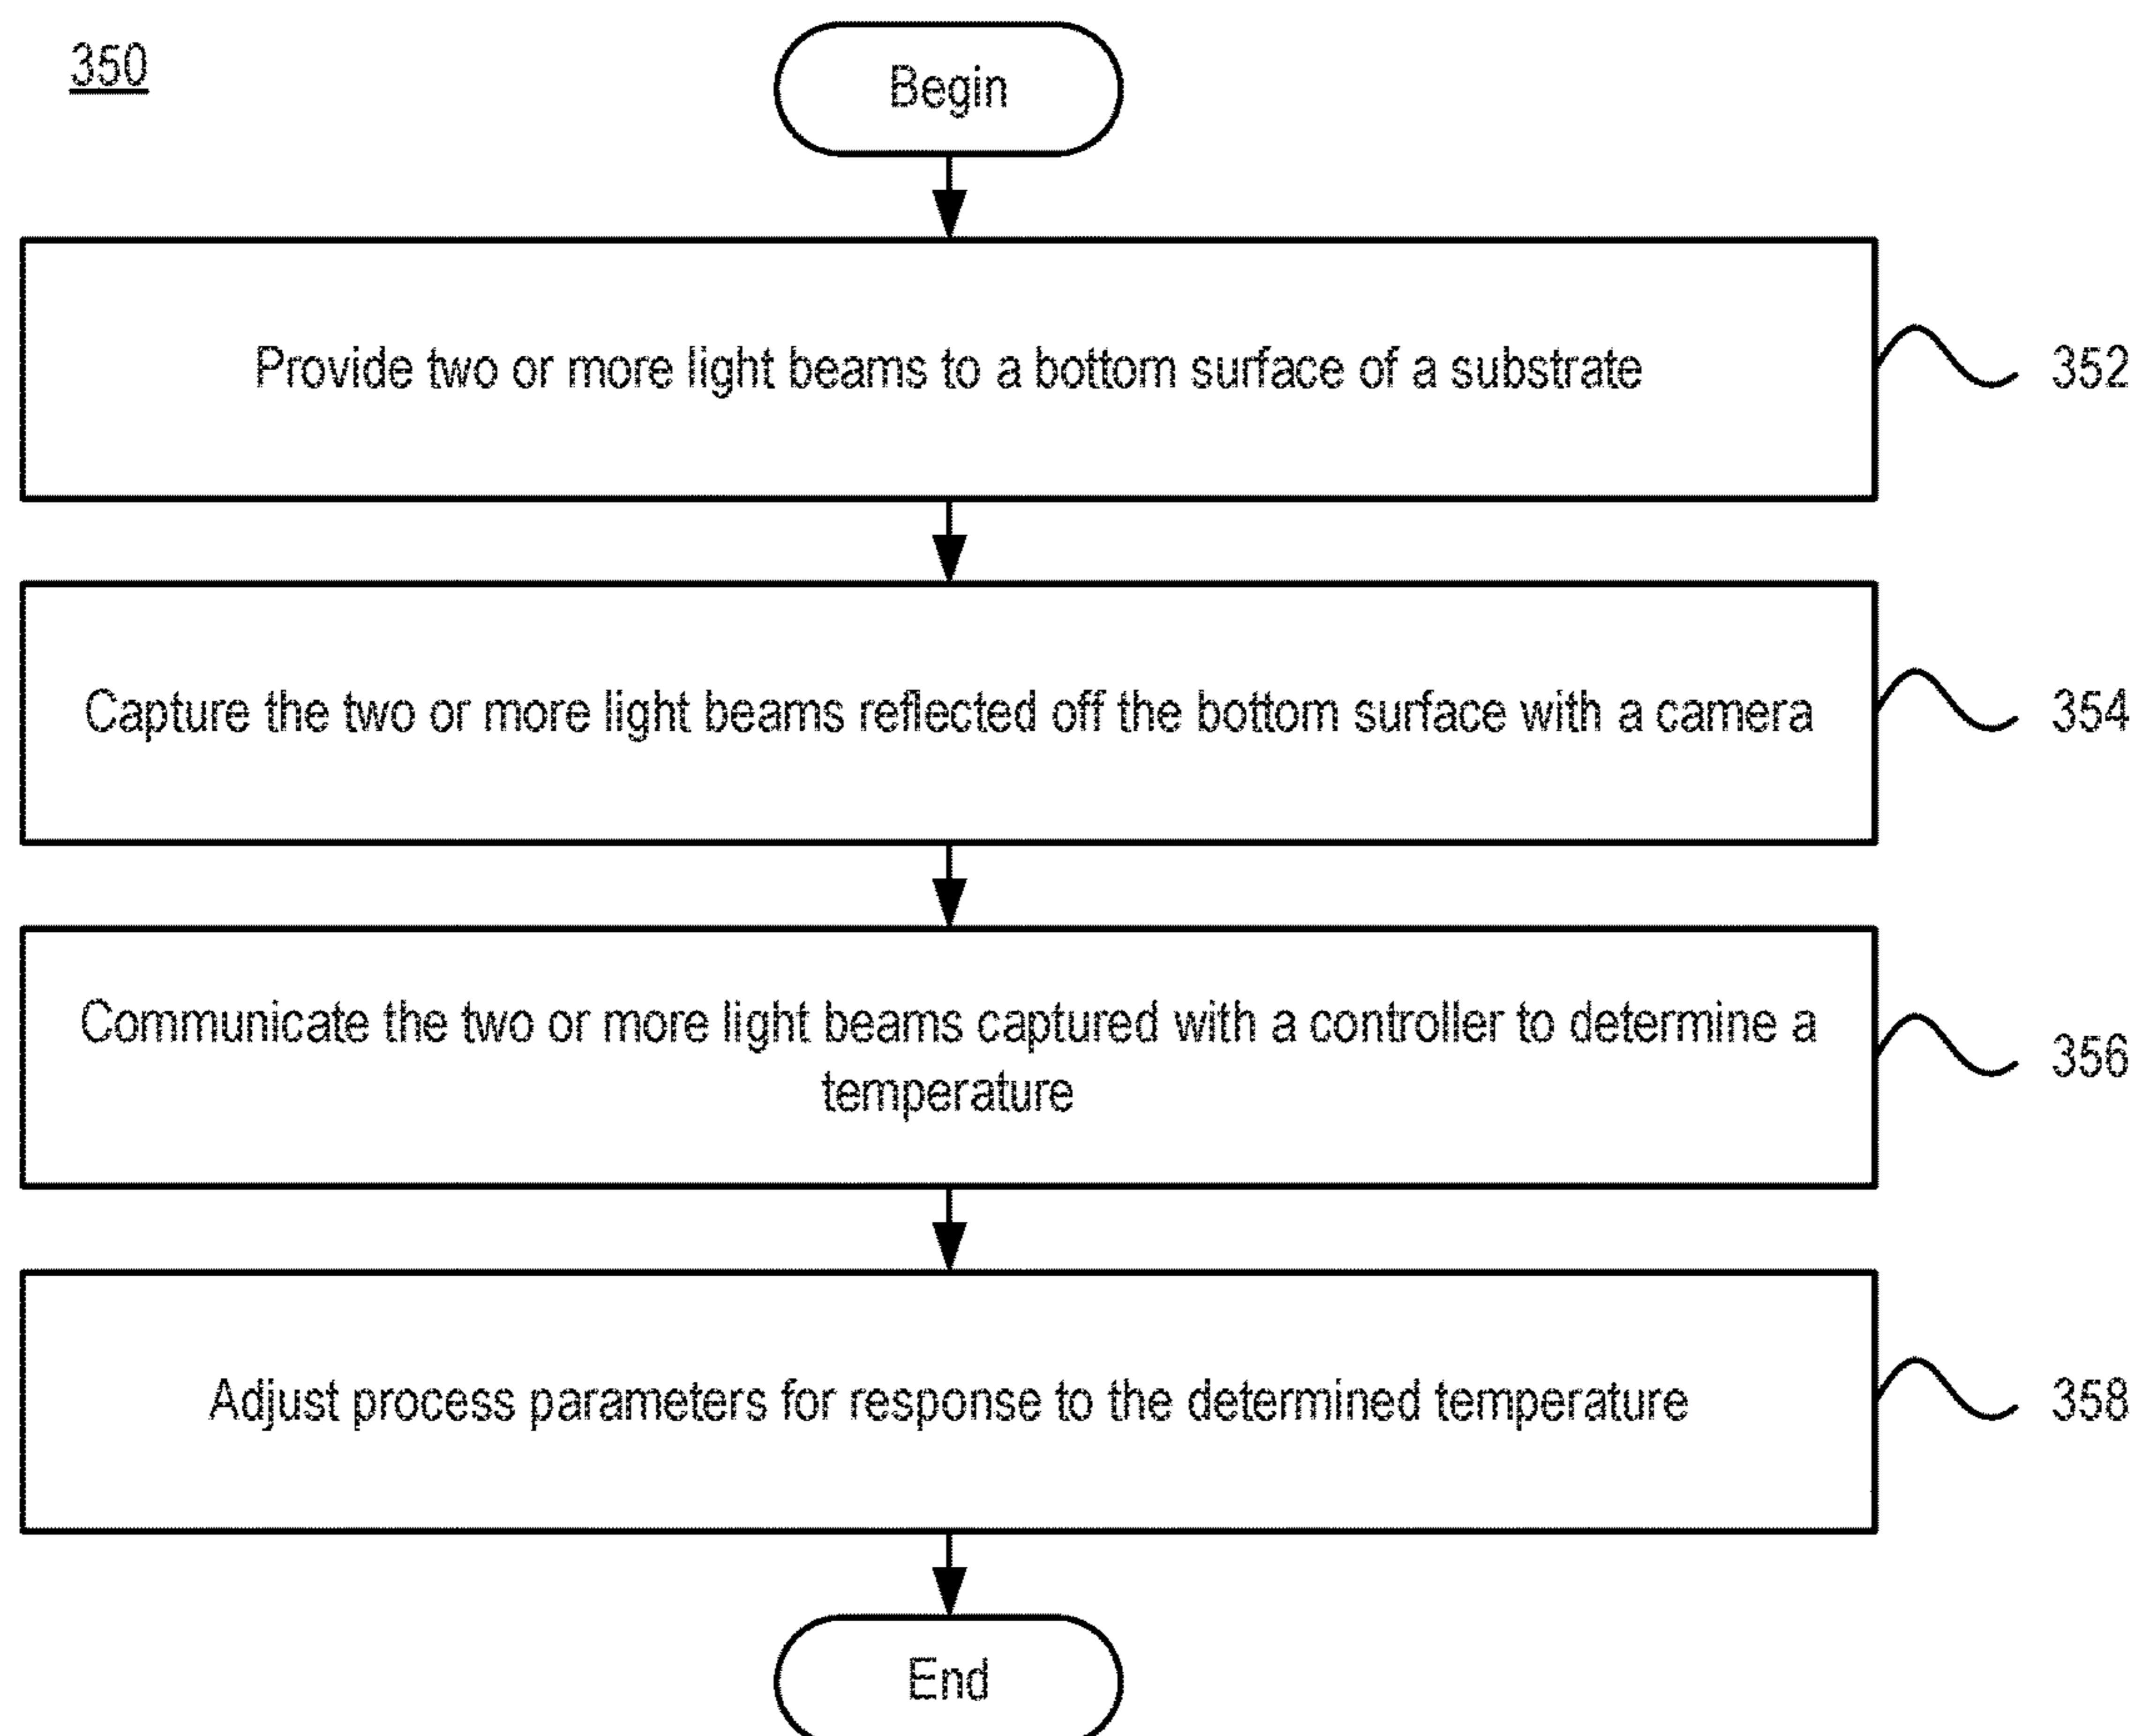 350
Begin
Provide two or more light beams to a bottom surface of a substrate
352
Capture the two or more light beams reflected off the bottom surface with a camera
354
Communicate the two or more light beams captured with a controller to determine a
temperature
356
Adjust process parameters for response to the determined temperature
358
End